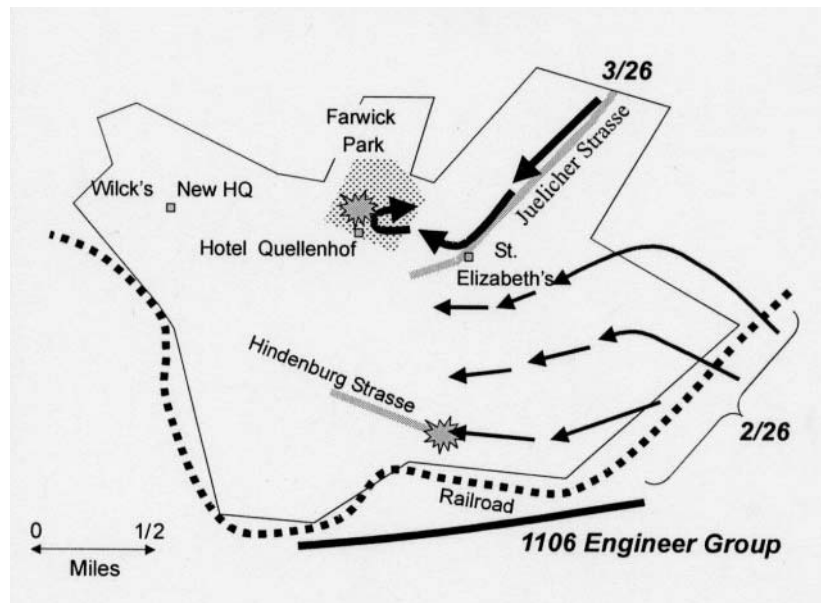 3/26
Farwick
Park
Juelicher Strasse
Wilck's New HQ
Hotel Quellenhof
St.
Elizabeth's
Hindenburg Strasse
2/26
Railroad
0 1/2
Miles
1106 Engineer Group